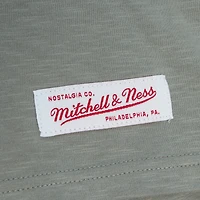 NOSTALGIA CO.
Mitchell & Ness
PHILADELPHIA, PA.